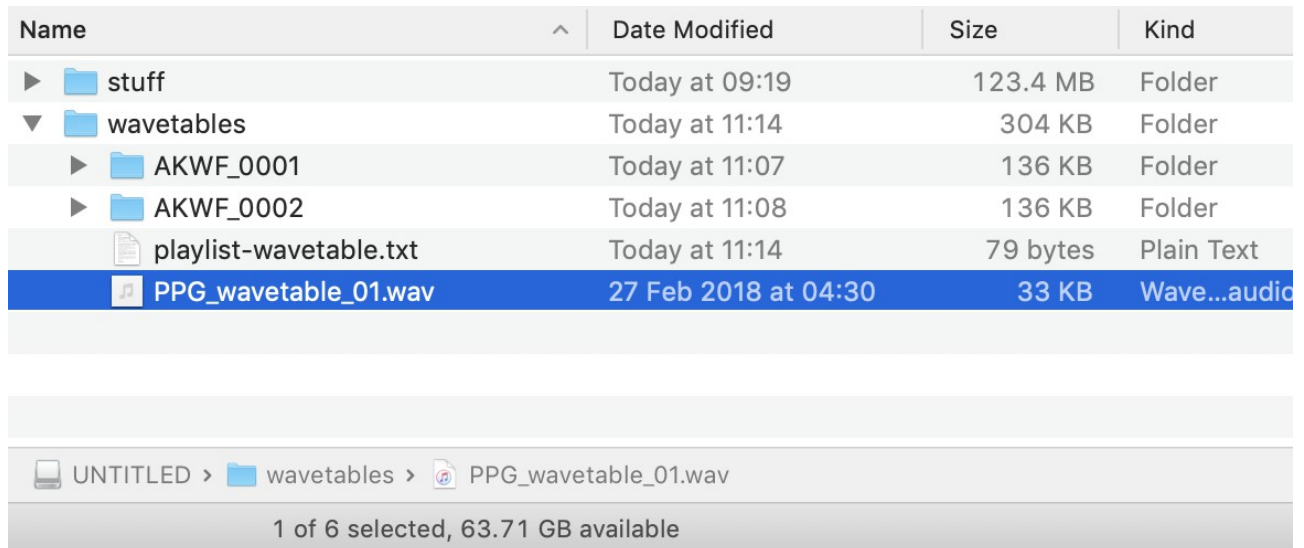 Name Date Modified Size Kind
stuff Today at 09:19 123.4 MB Folder
wavetables Today at 11:14 304 KB Folder
AKWF_0001 Today at 11:07 136 KB Folder
AKWF_0002 Today at 11:08 136 KB Folder
playlist-wavetable.txt Today at 11:14 79 bytes Plain Text
PPG_wavetable_01.wav 27 Feb 2018 at 04:30 33 KB Wave...audio
UNTITLED › wavetables › PPG_wavetable_01.wav
1 of 6 selected, 63.71 GB available